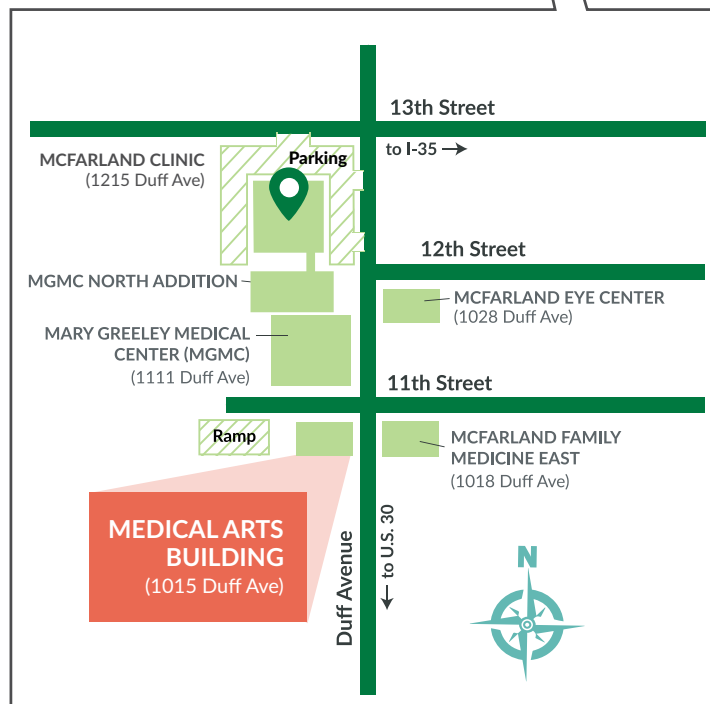 13th Street
to I-35
MCFARLAND CLINIC
(1215 Duff Ave)
Parking
12th Street
MGMC NORTH ADDITION
MCFARLAND EYE CENTER
(1028 Duff Ave)
MARY GREELEY MEDICAL
CENTER (MGMC)
(1111 Duff Ave)
11th Street
Ramp
MCFARLAND FAMILY
MEDICINE EAST
(1018 Duff Ave)
MEDICAL ARTS
BUILDING
(1015 Duff Ave)
Duff Avenue
to U.S. 30
N